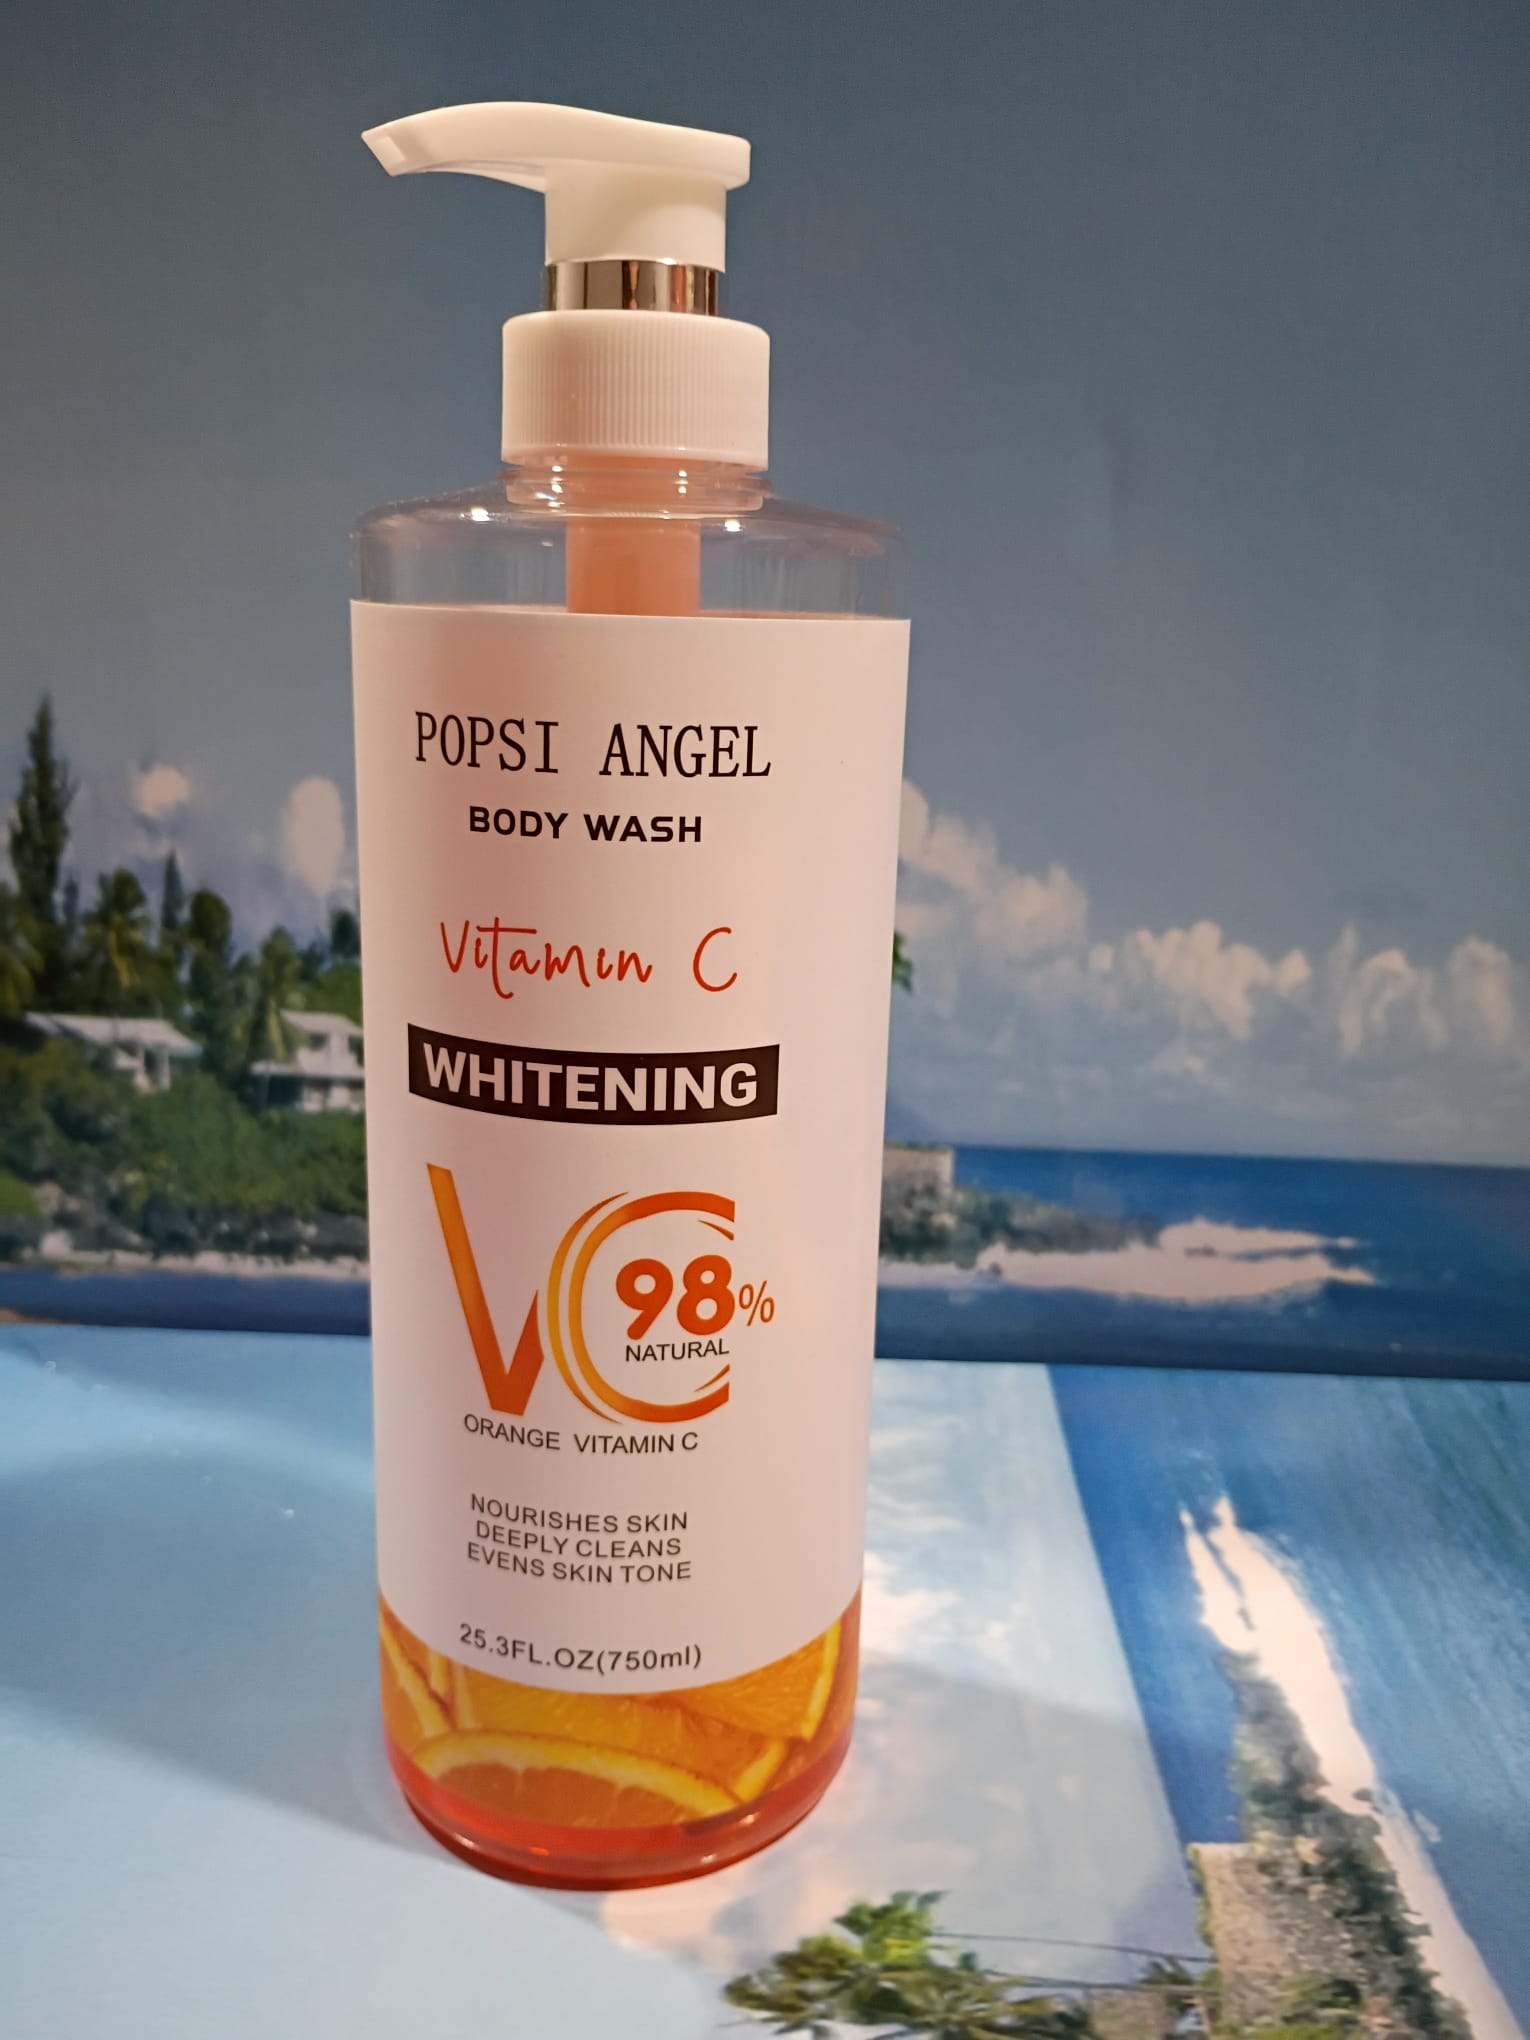 POPSI ANGEL
BODY WASH
Vitamin C
WHITENING
VC
98%
NATURAL
ORANGE VITAMIN C
NOURISHES SKIN
DEEPLY CLEANS
EVENS SKIN TONE
25.3FL.OZ(750ml)